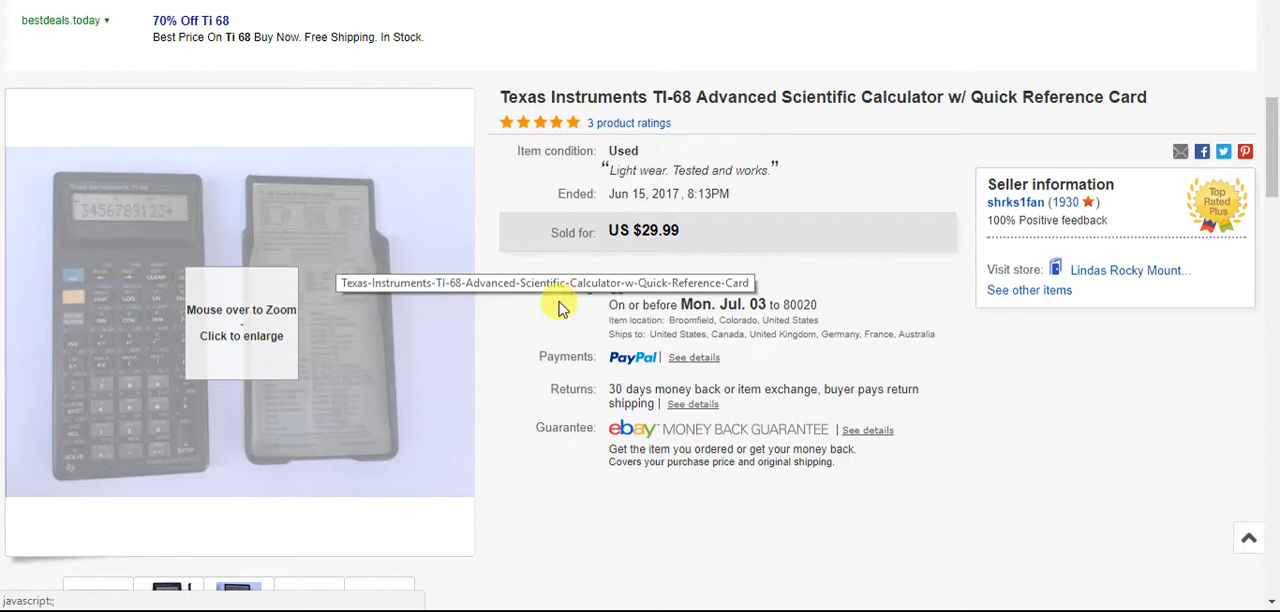 bestdeals.today ▾
70% Off Ti 68
Best Price On Ti 68 Buy Now. Free Shipping. In Stock.
Texas Instruments TI-68 Advanced Scientific Calculator w/ Quick Reference Card
3 product ratings
Item condition: Used
“Light wear. Tested and works.”
Ended: Jun 15, 2017, 8:13PM
Sold for: US $29.99
Seller information
shrks1fan (1930 ★)
100% Positive feedback
Top
Rated
Plus
Visit store: Lindas Rocky Mount...
See other items
Texas Instruments TI-68
3456789123+
Mouse over to Zoom
-
Click to enlarge
Texas-Instruments-TI-68-Advanced-Scientific-Calculator-w-Quick-Reference-Card
On or before Mon. Jul. 03 to 80020
Item location: Broomfield, Colorado, United States
Ships to: United States, Canada, United Kingdom, Germany, France, Australia
Payments: PayPal | See details
Returns: 30 days money back or item exchange, buyer pays return
shipping | See details
Guarantee: ebay MONEY BACK GUARANTEE | See details
Get the item you ordered or get your money back.
Covers your purchase price and original shipping.
javascript:;